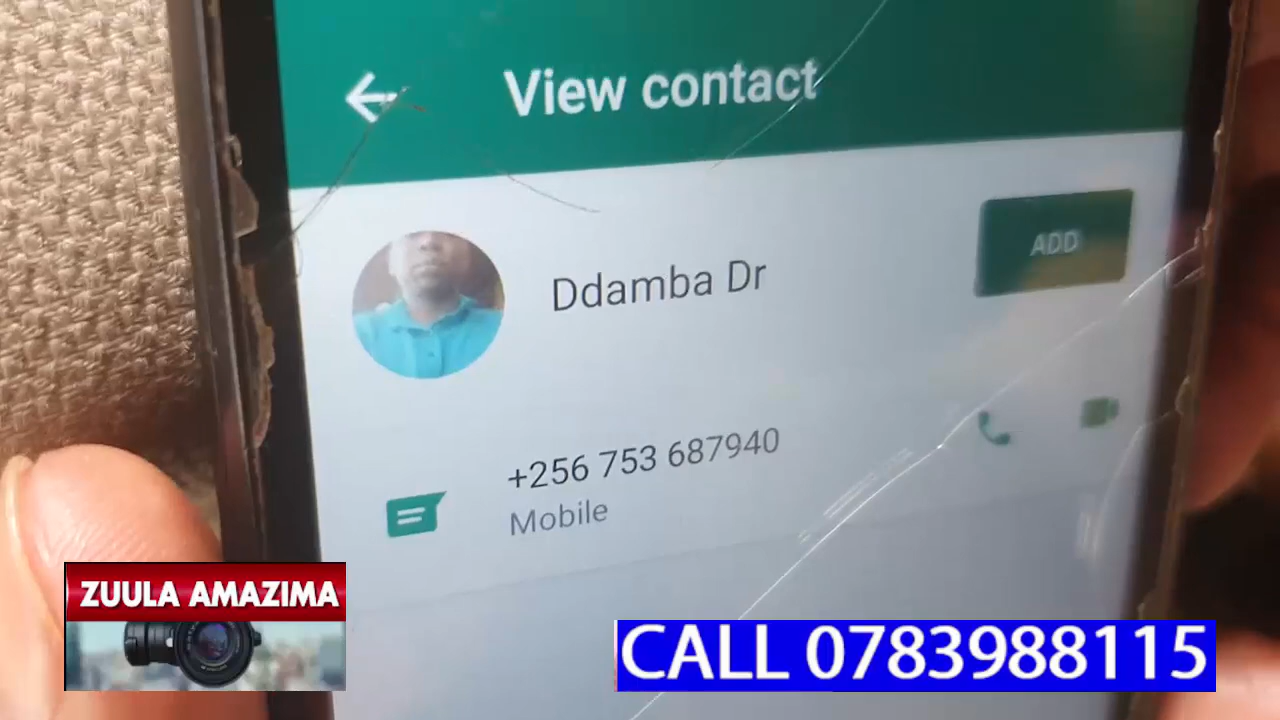 View contact
Ddamba Dr
ADD
+256 753 687940
Mobile
ZUULA AMAZIMA
CALL 0783988115